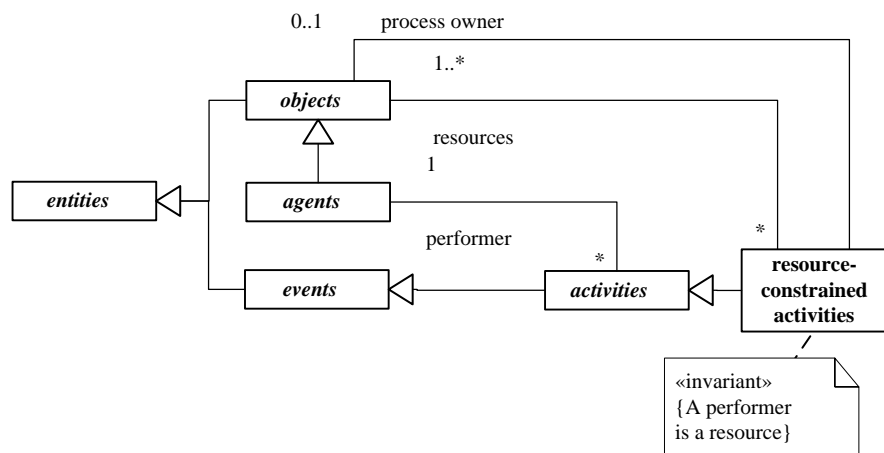 0..1 process owner
1..*
objects
resources
1
entities
agents
performer
*
*
events
activities
resource-
constrained
activities
«invariant»
{A performer
is a resource}